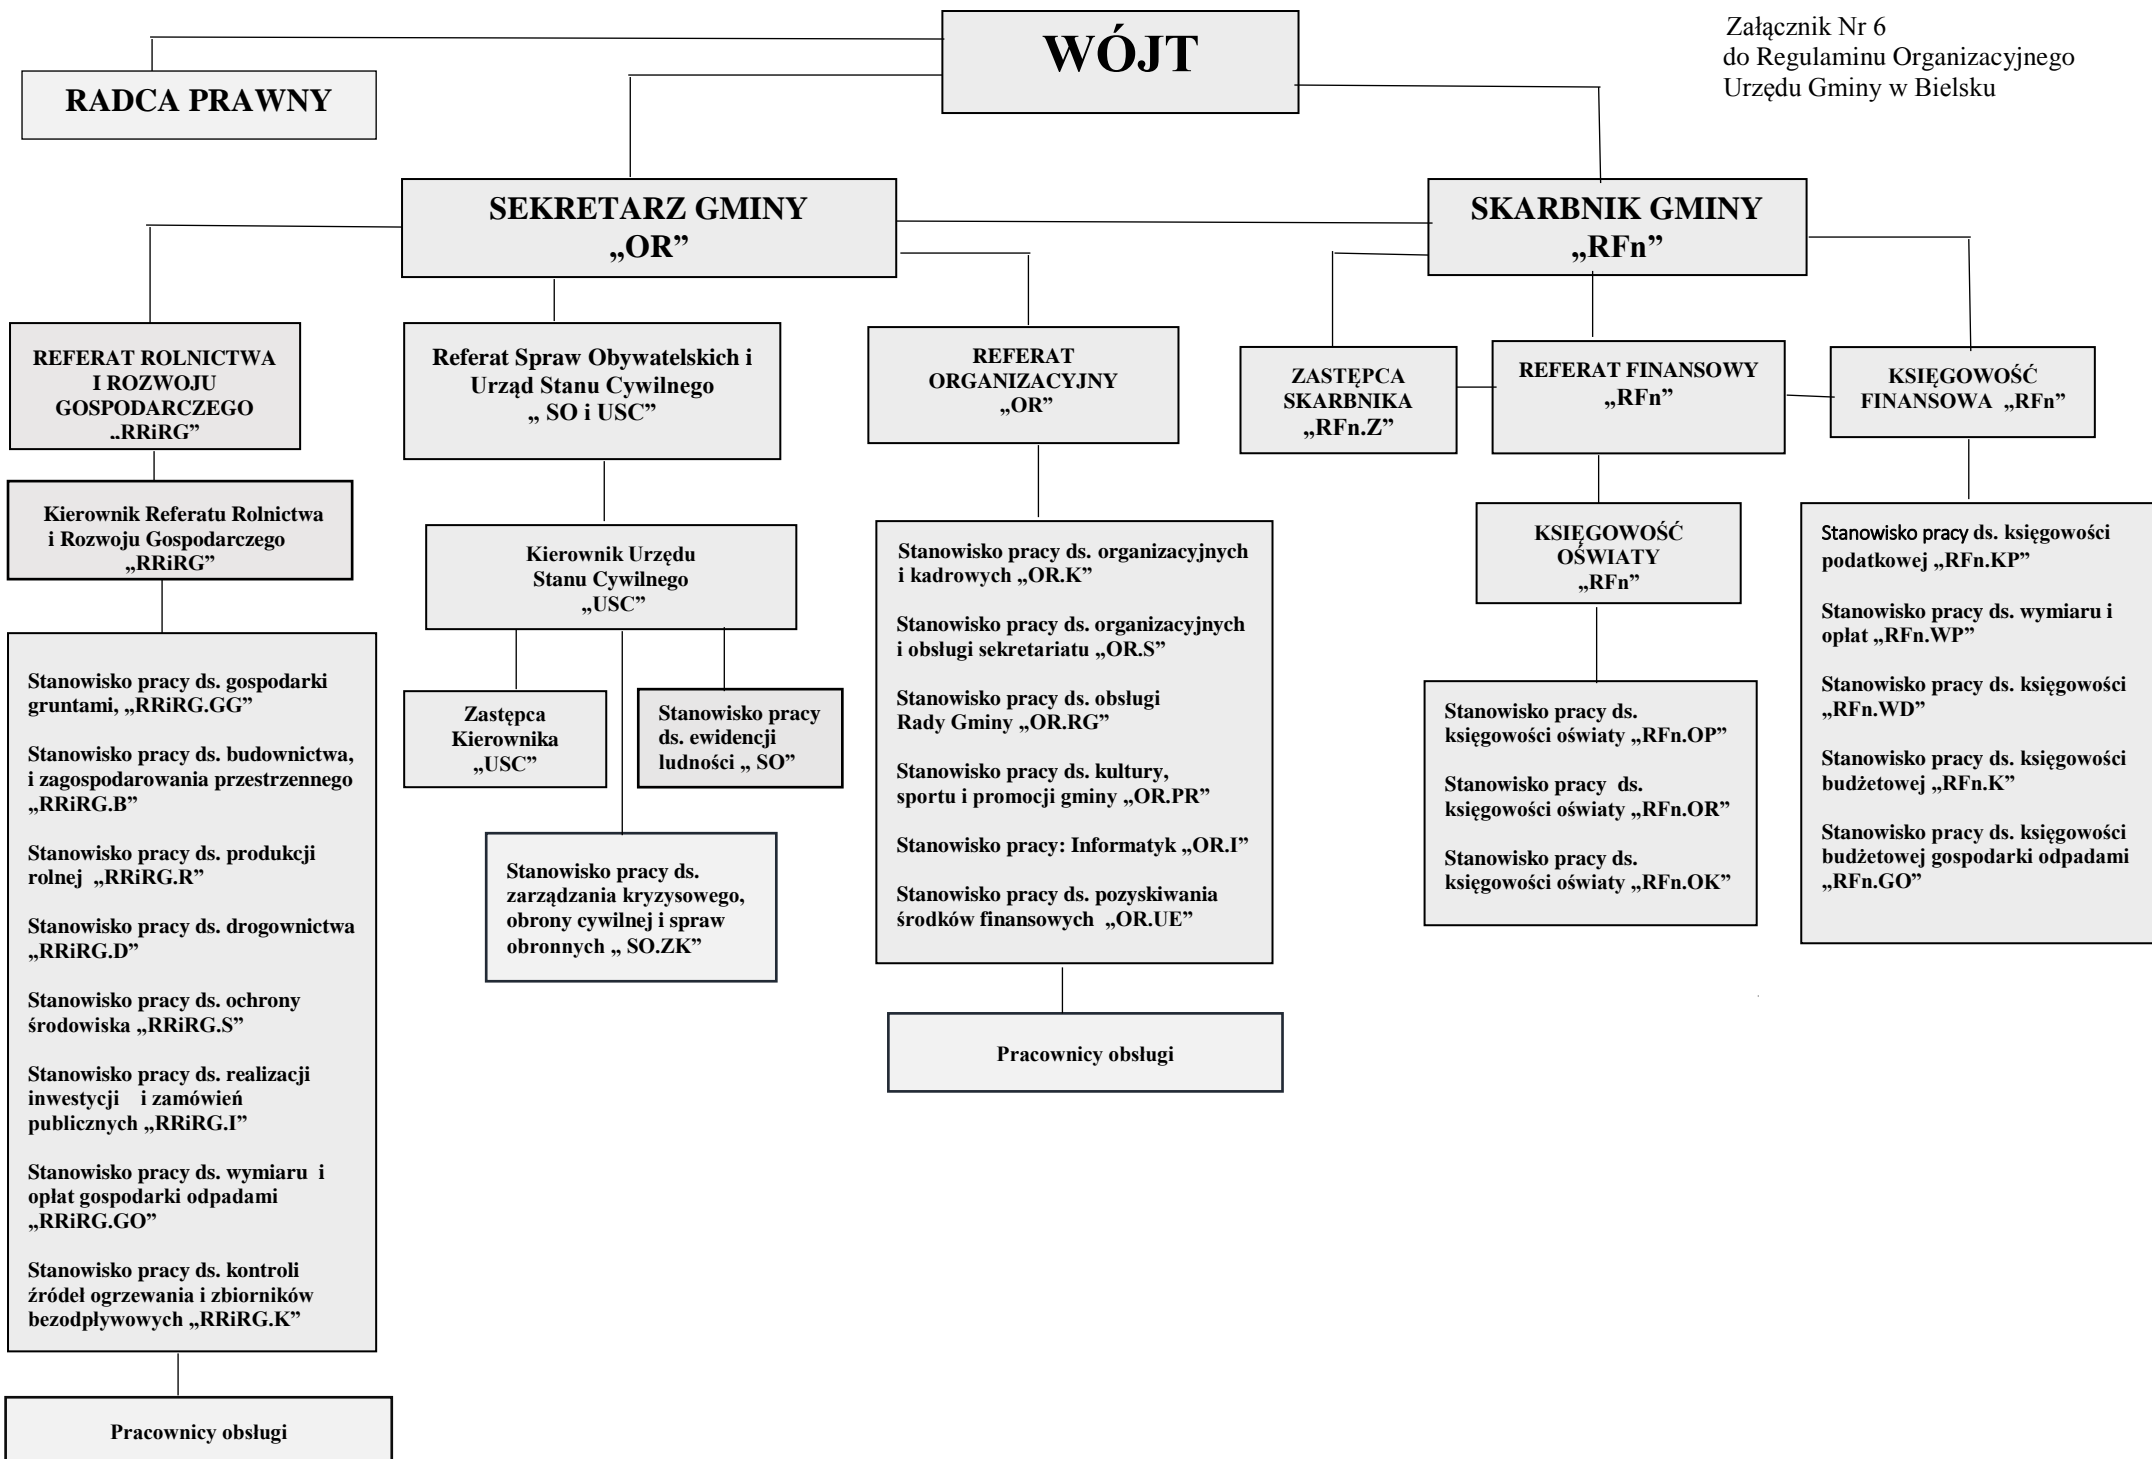 Załącznik Nr 6
do Regulaminu Organizacyjnego
Urzędu Gminy w Bielsku
WÓJT
RADCA PRAWNY
SEKRETARZ GMINY
„OR”
SKARBNIK GMINY
„RFn”
REFERAT ROLNICTWA
I ROZWOJU
GOSPODARCZEGO
„RRiRG”
Referat Spraw Obywatelskich i
Urząd Stanu Cywilnego
„ SO i USC”
REFERAT
ORGANIZACYJNY
„OR”
ZASTĘPCA
SKARBNIKA
„RFn.Z”
REFERAT FINANSOWY
„RFn”
KSIĘGOWOŚĆ
FINANSOWA „RFn”
Kierownik Referatu Rolnictwa
i Rozwoju Gospodarczego
„RRiRG”
Kierownik Urzędu
Stanu Cywilnego
„USC”
Zastępca
Kierownika
„USC”
Stanowisko pracy
ds. ewidencji
ludności „ SO”
Stanowisko pracy ds.
zarządzania kryzysowego,
obrony cywilnej i spraw
obronnych „ SO.ZK”
Stanowisko pracy ds. organizacyjnych
i kadrowych „OR.K”
Stanowisko pracy ds. organizacyjnych
i obsługi sekretariatu „OR.S”
Stanowisko pracy ds. obsługi
Rady Gminy „OR.RG”
Stanowisko pracy ds. kultury,
sportu i promocji gminy „OR.PR”
Stanowisko pracy: Informatyk „OR.I”
Stanowisko pracy ds. pozyskiwania
środków finansowych „OR.UE”
Pracownicy obsługi
KSIĘGOWOŚĆ
OŚWIATY
„RFn”
Stanowisko pracy ds.
księgowości oświaty „RFn.OP”
Stanowisko pracy ds.
księgowości oświaty „RFn.OR”
Stanowisko pracy ds.
księgowości oświaty „RFn.OK”
Stanowisko pracy ds. księgowości
podatkowej „RFn.KP”
Stanowisko pracy ds. wymiaru i
opłat „RFn.WP”
Stanowisko pracy ds. księgowości
„RFn.WD”
Stanowisko pracy ds. księgowości
budżetowej „RFn.K”
Stanowisko pracy ds. księgowości
budżetowej gospodarki odpadami
„RFn.GO”
Stanowisko pracy ds. gospodarki
gruntami, „RRiRG.GG”
Stanowisko pracy ds. budownictwa,
i zagospodarowania przestrzennego
„RRiRG.B”
Stanowisko pracy ds. produkcji
rolnej „RRiRG.R”
Stanowisko pracy ds. drogownictwa
„RRiRG.D”
Stanowisko pracy ds. ochrony
środowiska „RRiRG.S”
Stanowisko pracy ds. realizacji
inwestycji i zamówień
publicznych „RRiRG.I”
Stanowisko pracy ds. wymiaru i
opłat gospodarki odpadami
„RRiRG.GO”
Stanowisko pracy ds. kontroli
źródeł ogrzewania i zbiorników
bezodpływowych „RRiRG.K”
Pracownicy obsługi